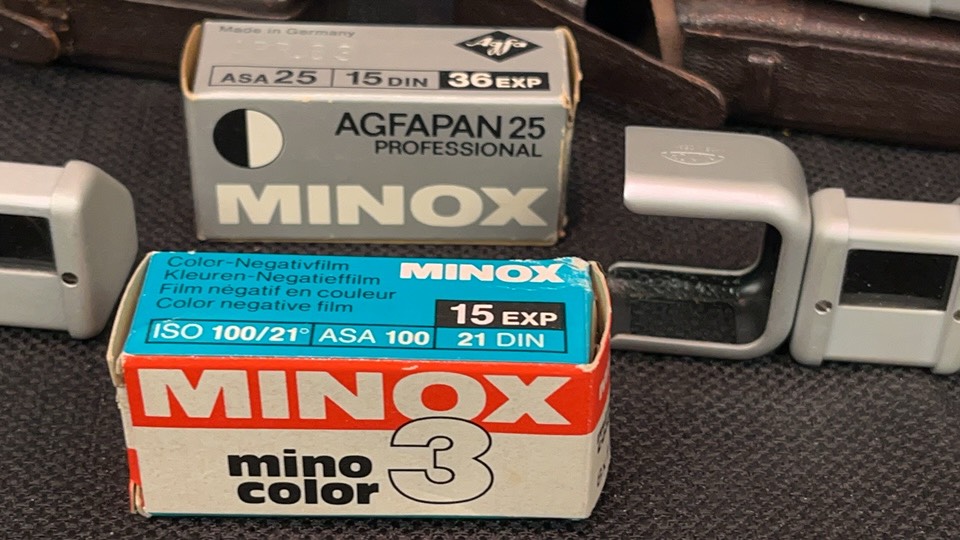 Made in Germany
Agfa
ASA 25 15 DIN 36 EXP
AGFAPAN 25
PROFESSIONAL
MINOX
Color-Negativfilm
Kleuren-Negatieffilm
Film négatif en couleur
Color negative film
MINOX
15 EXP
ISO 100/21° ASA 100 21 DIN
MINOX
mino
color 3